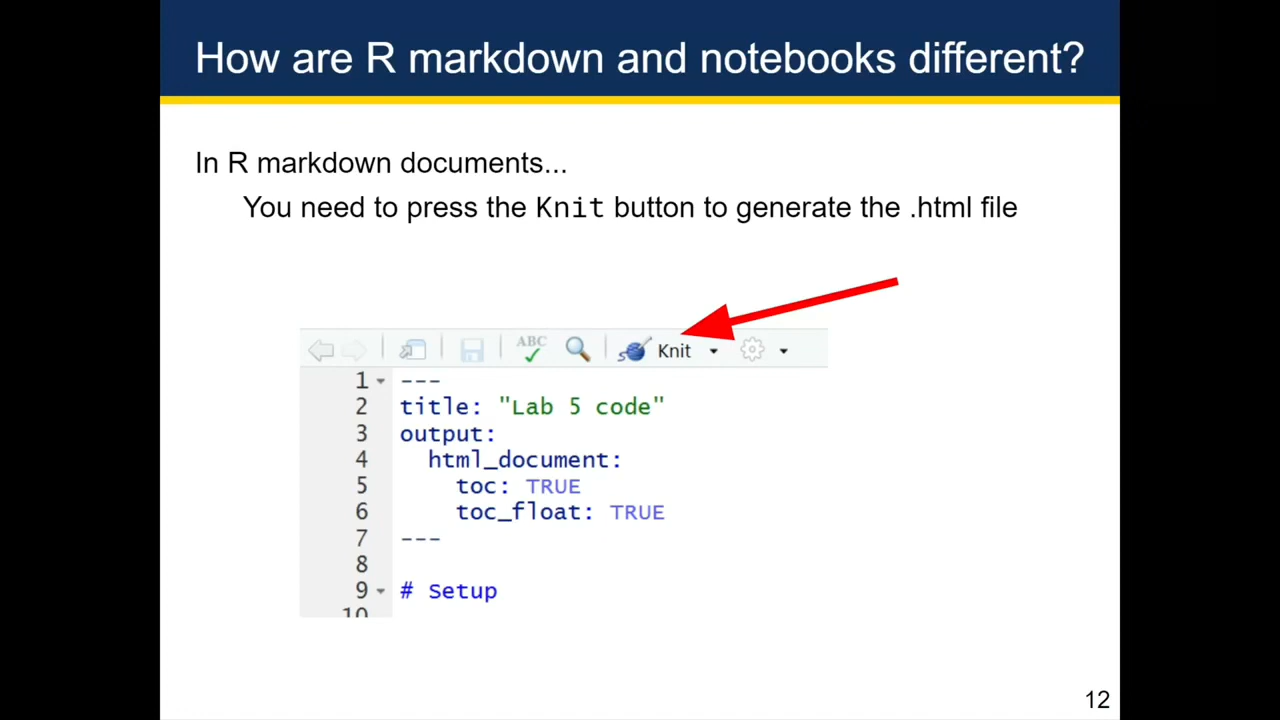 How are R markdown and notebooks different?
In R markdown documents...
You need to press the Knit button to generate the .html file
ABC Knit
1 ---
2 title: "Lab 5 code"
3 output:
4 html_document:
5 toc: TRUE
6 toc_float: TRUE
7 ---
8
9 # Setup
10
12